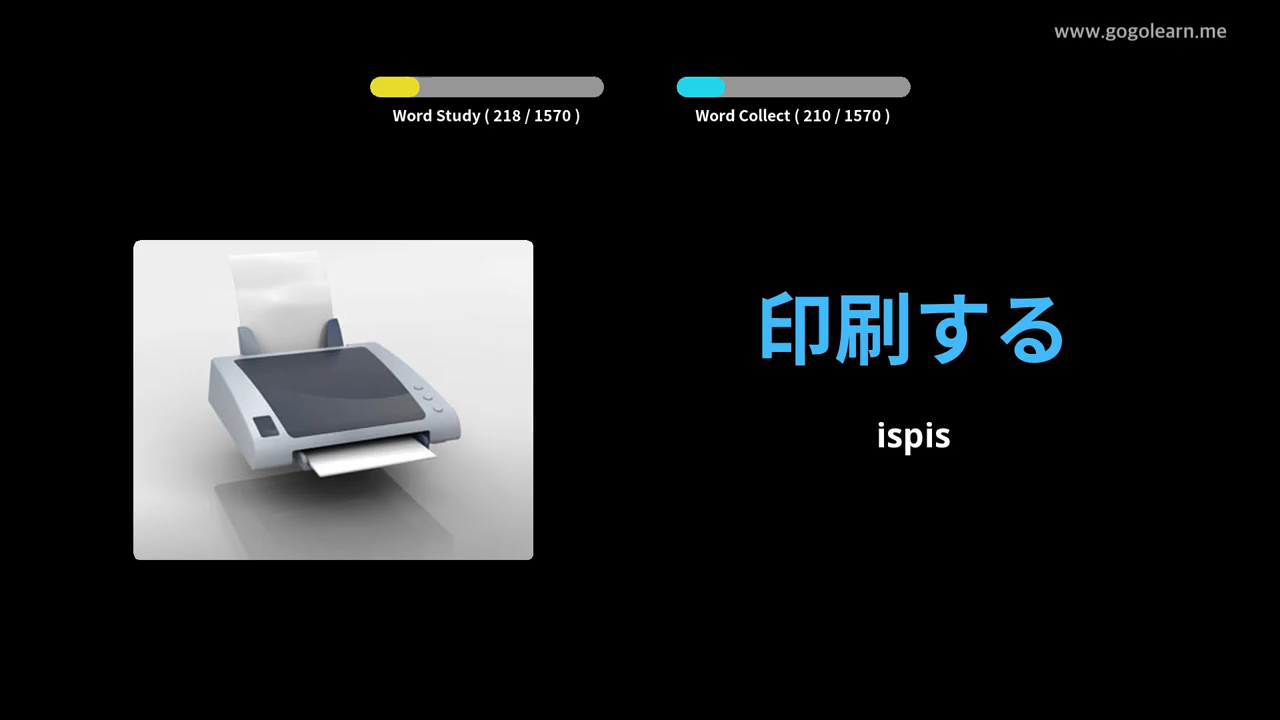 www.gogolearn.me
Word Study ( 218 / 1570 )
Word Collect ( 210 / 1570 )
印刷する
ispis